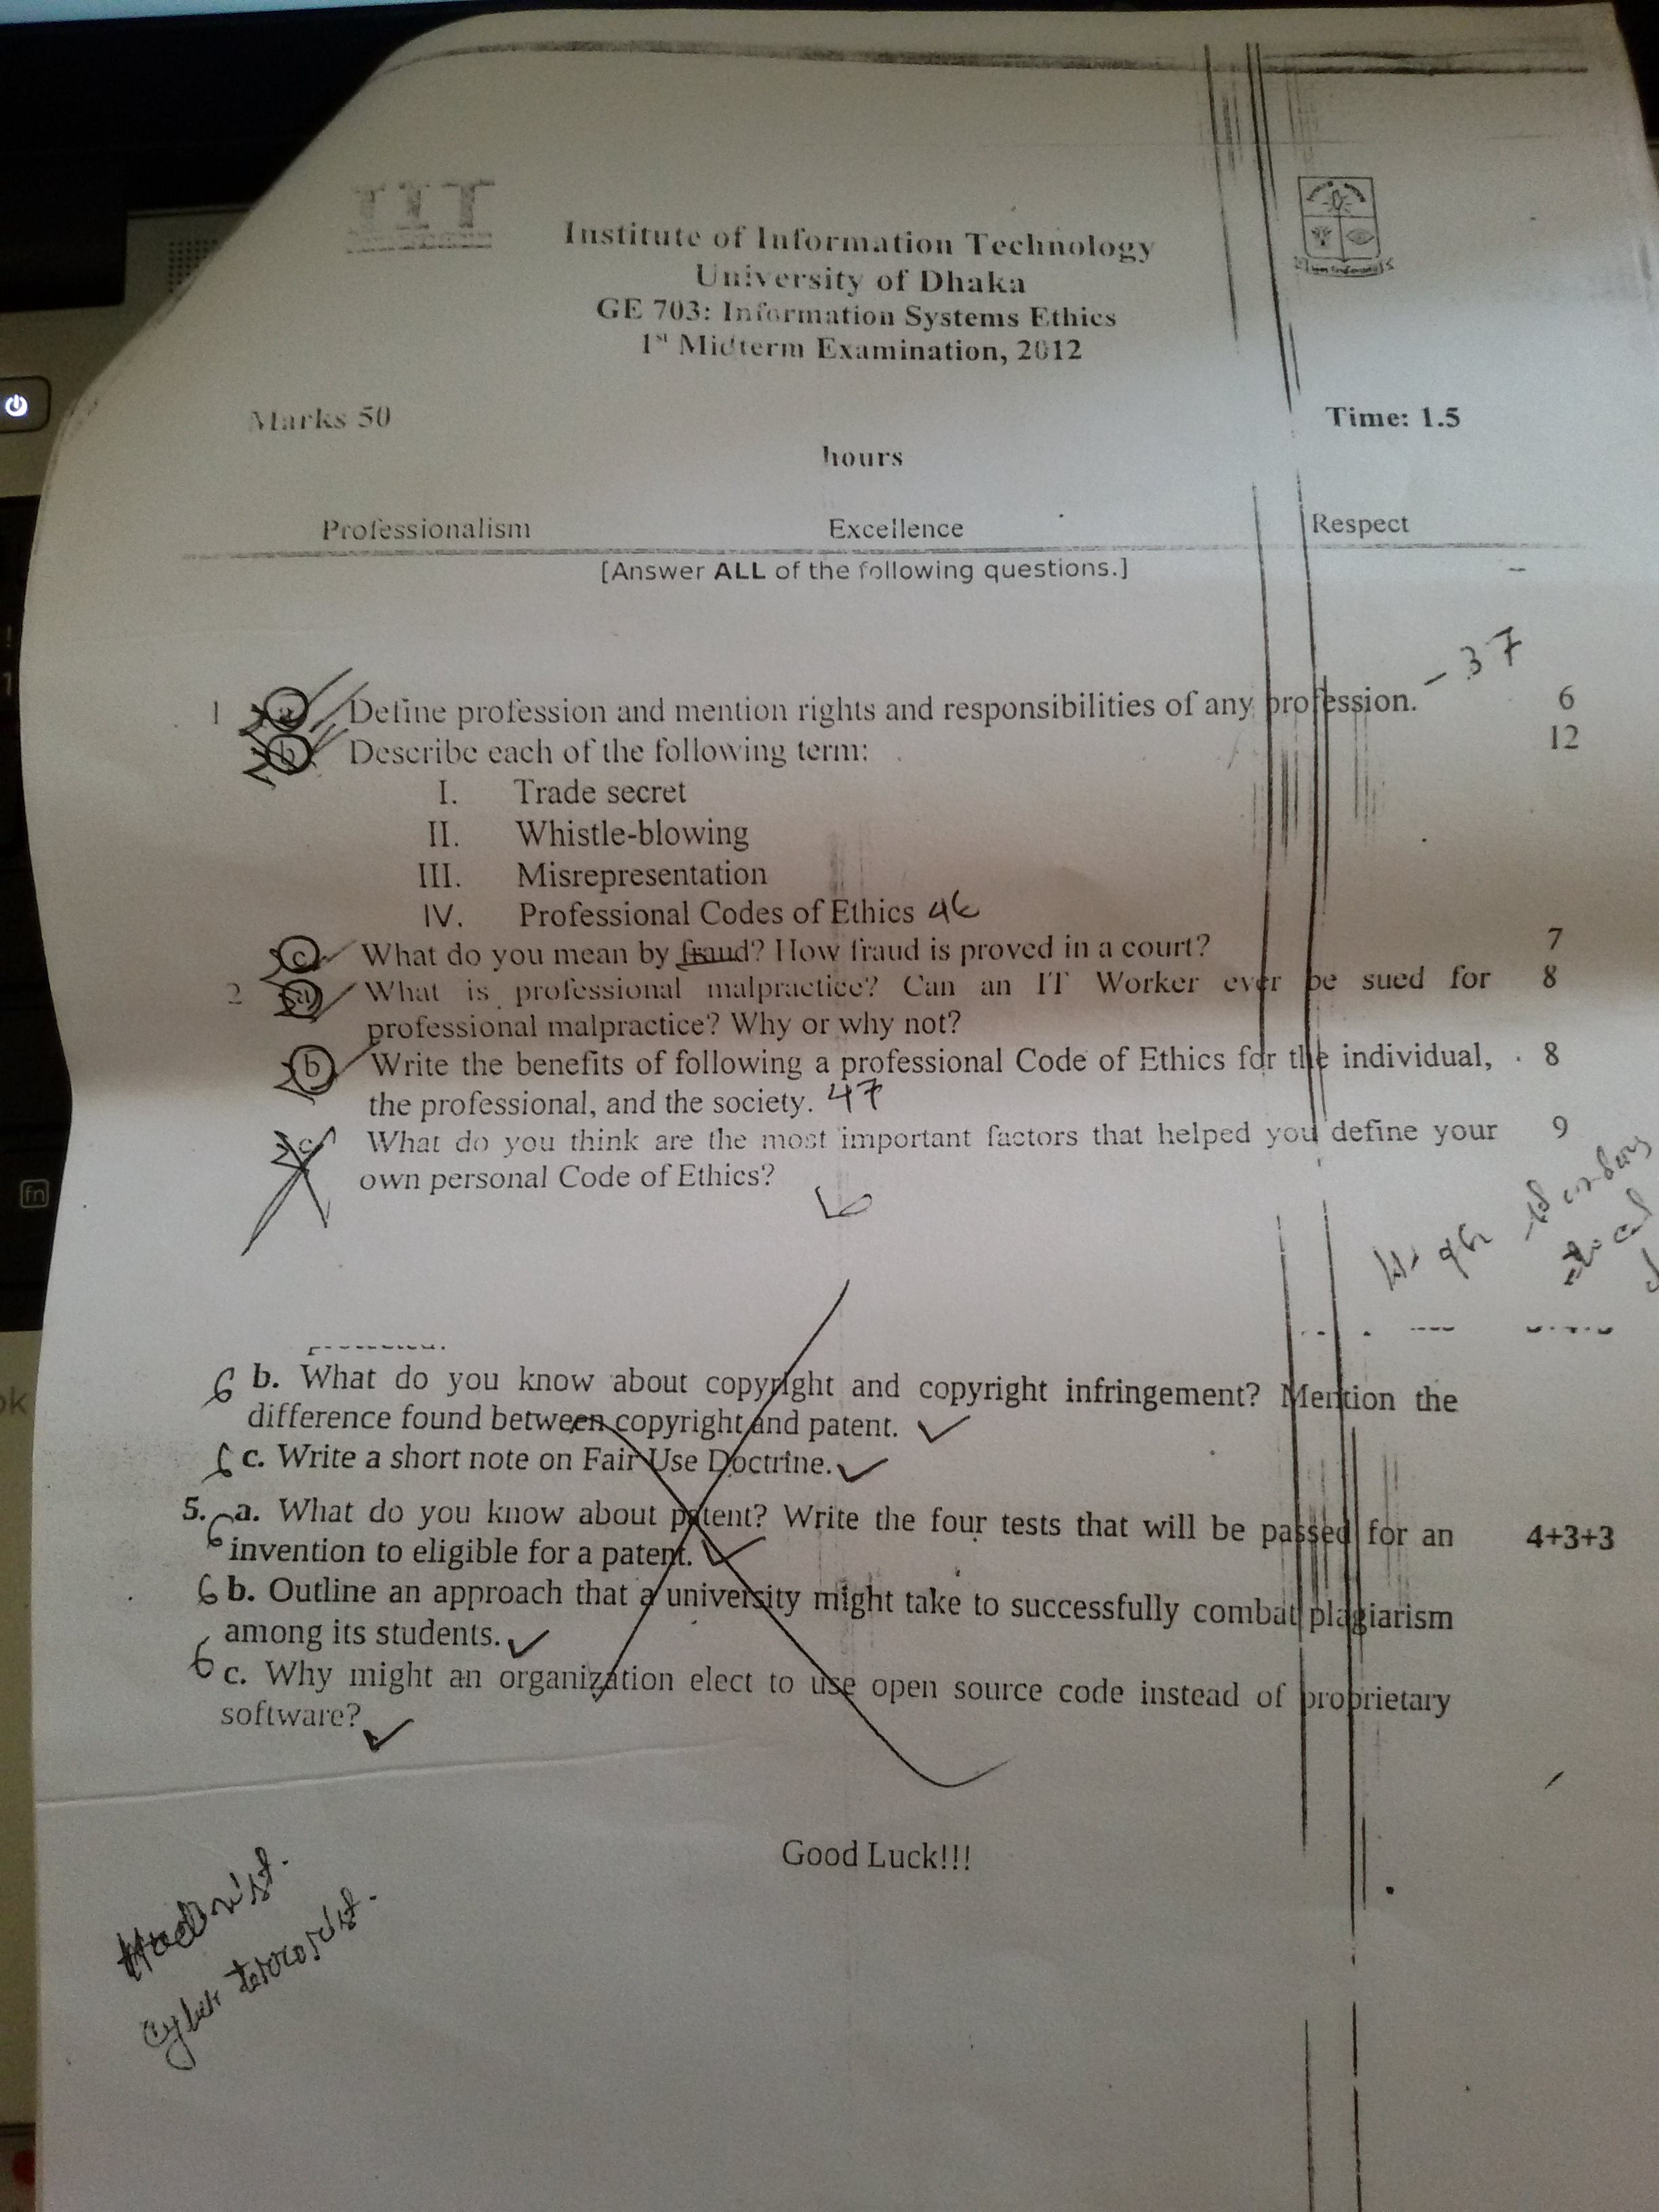 IIT
Institute of Information Technology
University of Dhaka
GE 703: Information Systems Ethics
1st Midterm Examination, 2012
Marks 50 Time: 1.5
hours
Professionalism Excellence Respect
[Answer ALL of the following questions.]
- 37
1 a Define profession and mention rights and responsibilities of any profession. 6
b Describe each of the following term: 12
I. Trade secret
II. Whistle-blowing
III. Misrepresentation
IV. Professional Codes of Ethics 46
c What do you mean by fraud? How fraud is proved in a court? 7
2 a What is professional malpractice? Can an IT Worker ever be sued for 8
professional malpractice? Why or why not?
b Write the benefits of following a professional Code of Ethics for the individual, 8
the professional, and the society. 47
c What do you think are the most important factors that helped you define your 9
own personal Code of Ethics?
6 b. What do you know about copyright and copyright infringement? Mention the
difference found between copyright and patent.
6 c. Write a short note on Fair Use Doctrine.
5. a. What do you know about patent? Write the four tests that will be passed for an 4+3+3
6 invention to eligible for a patent.
6 b. Outline an approach that a university might take to successfully combat plagiarism
among its students.
6 c. Why might an organization elect to use open source code instead of proprietary
software?
Good Luck!!!
Cyber terrorist.